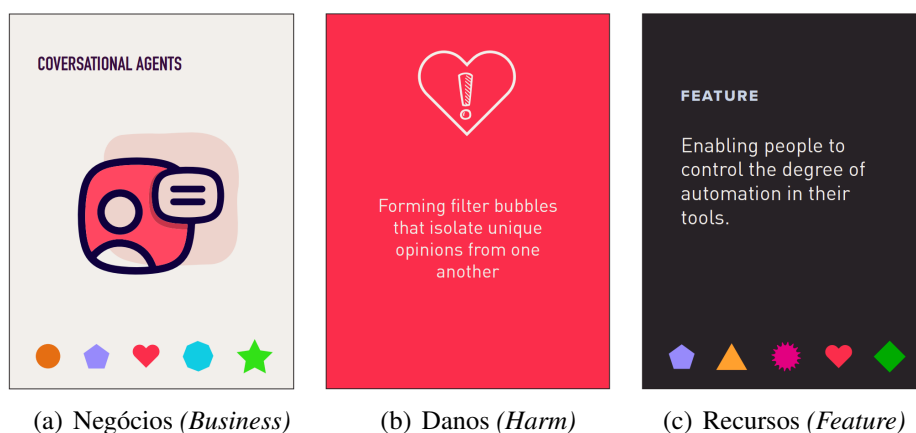 COVERSATIONAL AGENTS
Forming filter bubbles
that isolate unique
opinions from one
another
FEATURE
Enabling people to
control the degree of
automation in their
tools.
(a) Negócios (Business)
(b) Danos (Harm)
(c) Recursos (Feature)